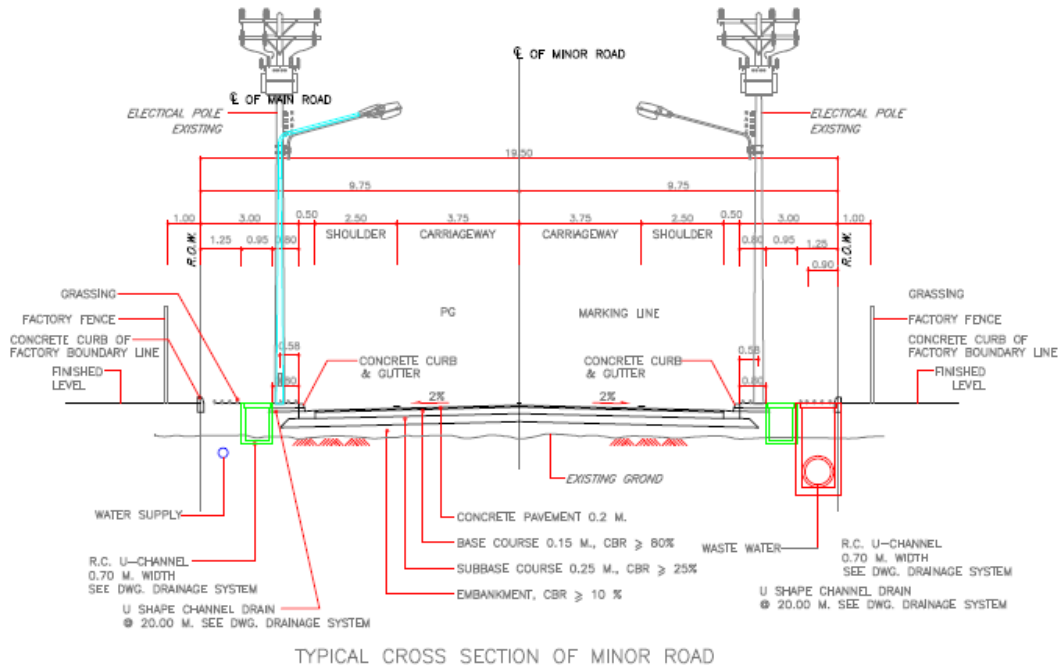 ℄ OF MINOR ROAD
℄ OF MAIN ROAD
ELECTICAL POLE
EXISTING
ELECTICAL POLE
EXISTING
19.50
9.75 9.75
1.00 3.00 0.50 2.50 3.75 3.75 2.50 0.50 3.00 1.00
SHOULDER CARRIAGEWAY CARRIAGEWAY SHOULDER
1.25 0.95 0.80 0.80 0.95 1.25
R.O.W. R.O.W.
0.90
GRASSING
FACTORY FENCE
CONCRETE CURB OF
FACTORY BOUNDARY LINE
FINISHED
LEVEL
PG MARKING LINE
GRASSING
FACTORY FENCE
CONCRETE CURB OF
FACTORY BOUNDARY LINE
FINISHED
LEVEL
0.58 0.58
CONCRETE CURB
& GUTTER
CONCRETE CURB
& GUTTER
0.80 0.80
2% 2%
EXISTING GROND
WATER SUPPLY
CONCRETE PAVEMENT 0.2 M.
BASE COURSE 0.15 M., CBR ⩾ 80%
SUBBASE COURSE 0.25 M., CBR ⩾ 25%
EMBANKMENT, CBR ⩾ 10 %
WASTE WATER
R.C. U-CHANNEL
0.70 M. WIDTH
SEE DWG. DRAINAGE SYSTEM
U SHAPE CHANNEL DRAIN
@ 20.00 M. SEE DWG. DRAINAGE SYSTEM
R.C. U-CHANNEL
0.70 M. WIDTH
SEE DWG. DRAINAGE SYSTEM
U SHAPE CHANNEL DRAIN
@ 20.00 M. SEE DWG. DRAINAGE SYSTEM
TYPICAL CROSS SECTION OF MINOR ROAD